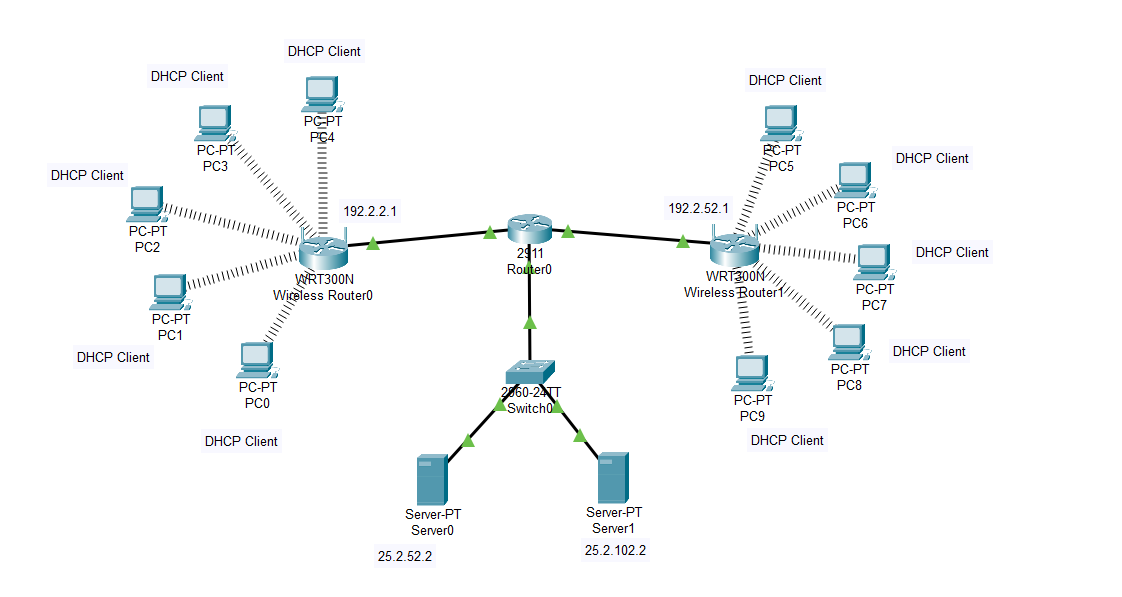 DHCP Client
PC-PT
PC4
DHCP Client
PC-PT
PC3
DHCP Client
PC-PT
PC2
PC-PT
PC1
DHCP Client
PC-PT
PC0
DHCP Client
192.2.2.1
WRT300N
Wireless Router0
2911
Router0
192.2.52.1
WRT300N
Wireless Router1
DHCP Client
PC-PT
PC5
DHCP Client
PC-PT
PC6
DHCP Client
PC-PT
PC7
DHCP Client
PC-PT
PC8
PC-PT
PC9
DHCP Client
2960-24TT
Switch0
Server-PT
Server0
25.2.52.2
Server-PT
Server1
25.2.102.2